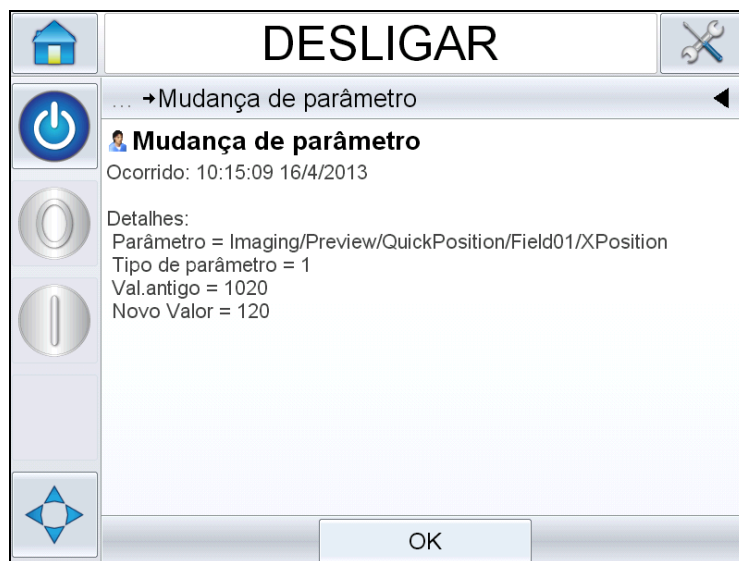 DESLIGAR
... →Mudança de parâmetro
Mudança de parâmetro
Ocorrido: 10:15:09 16/4/2013
Detalhes:
Parâmetro = Imaging/Preview/QuickPosition/Field01/XPosition
Tipo de parâmetro = 1
Val.antigo = 1020
Novo Valor = 120
OK